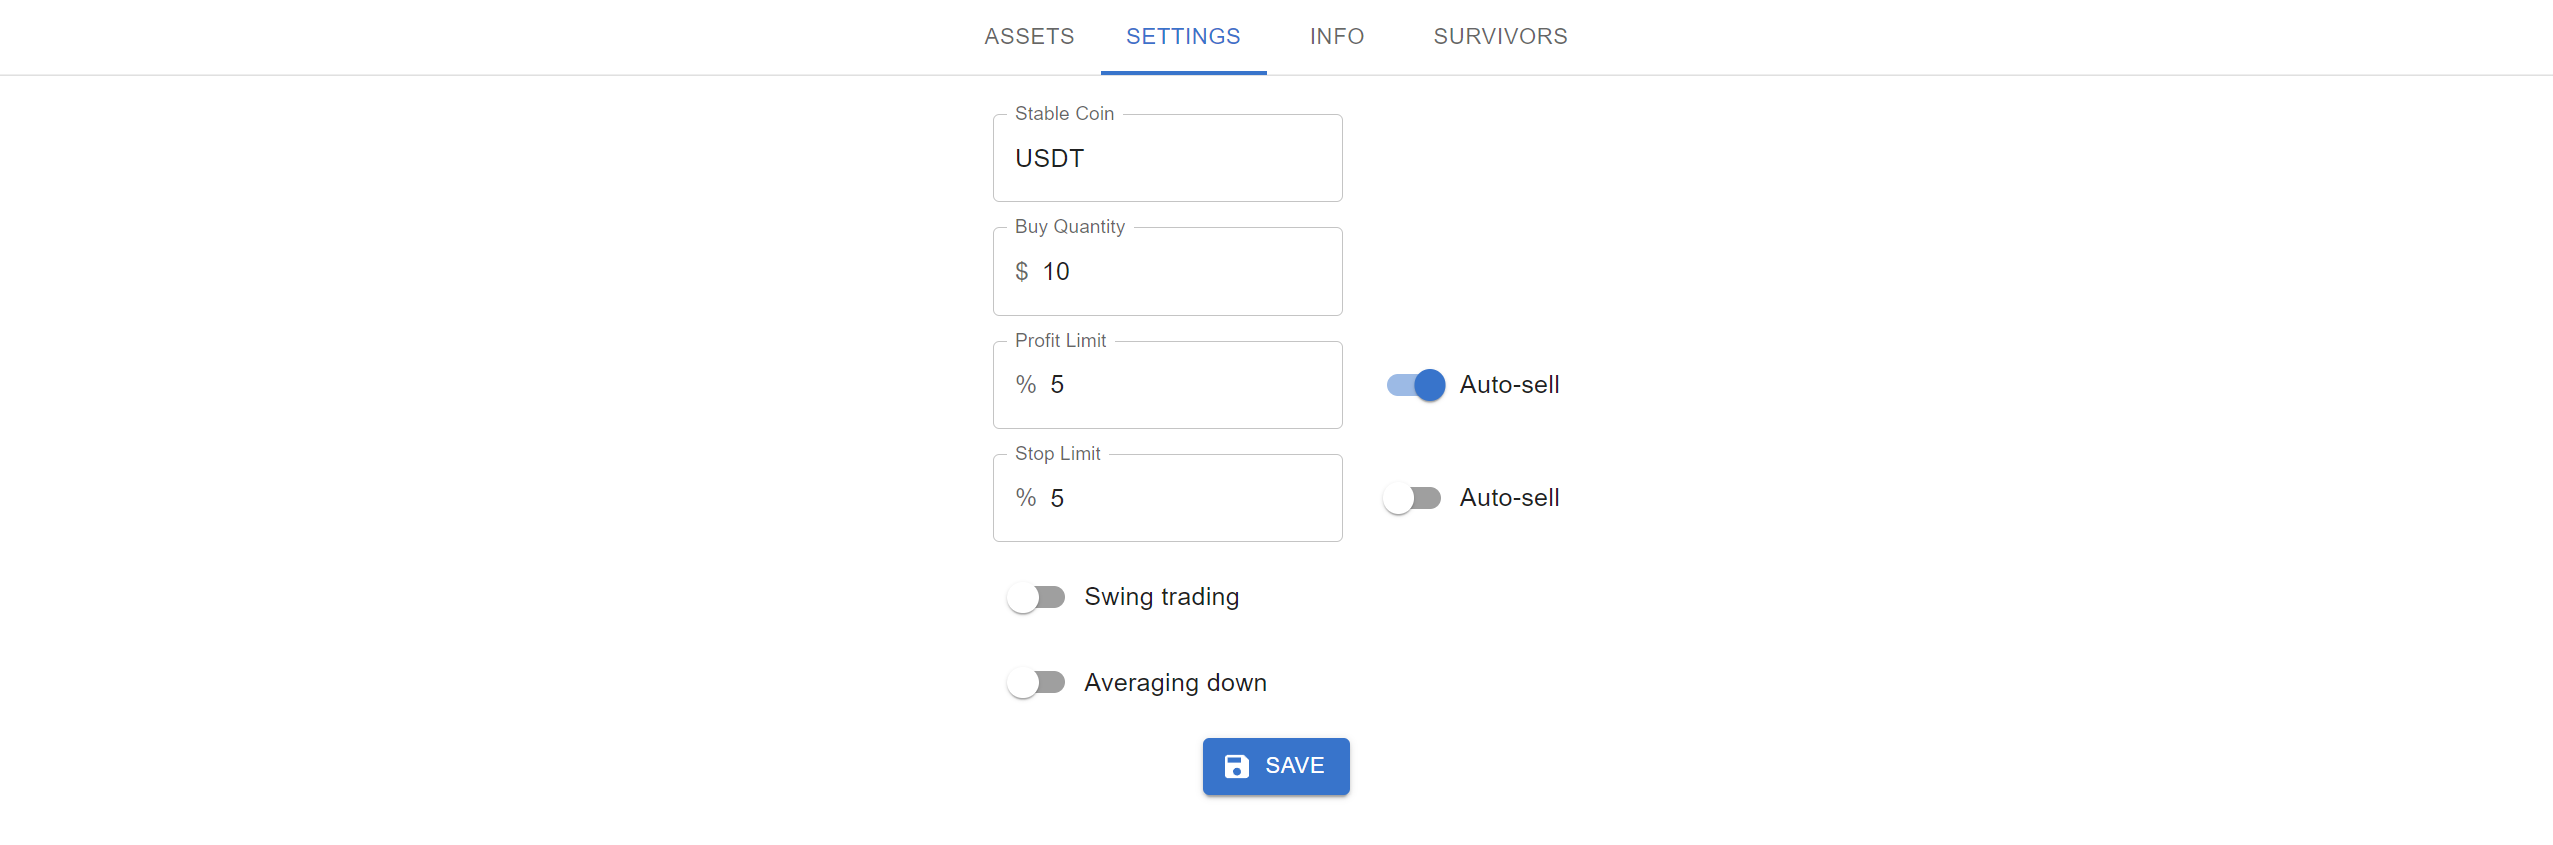 ASSETS SETTINGS INFO SURVIVORS
Stable Coin
USDT
Buy Quantity
$ 10
Profit Limit
% 5 Auto-sell
Stop Limit
% 5 Auto-sell
Swing trading
Averaging down
SAVE